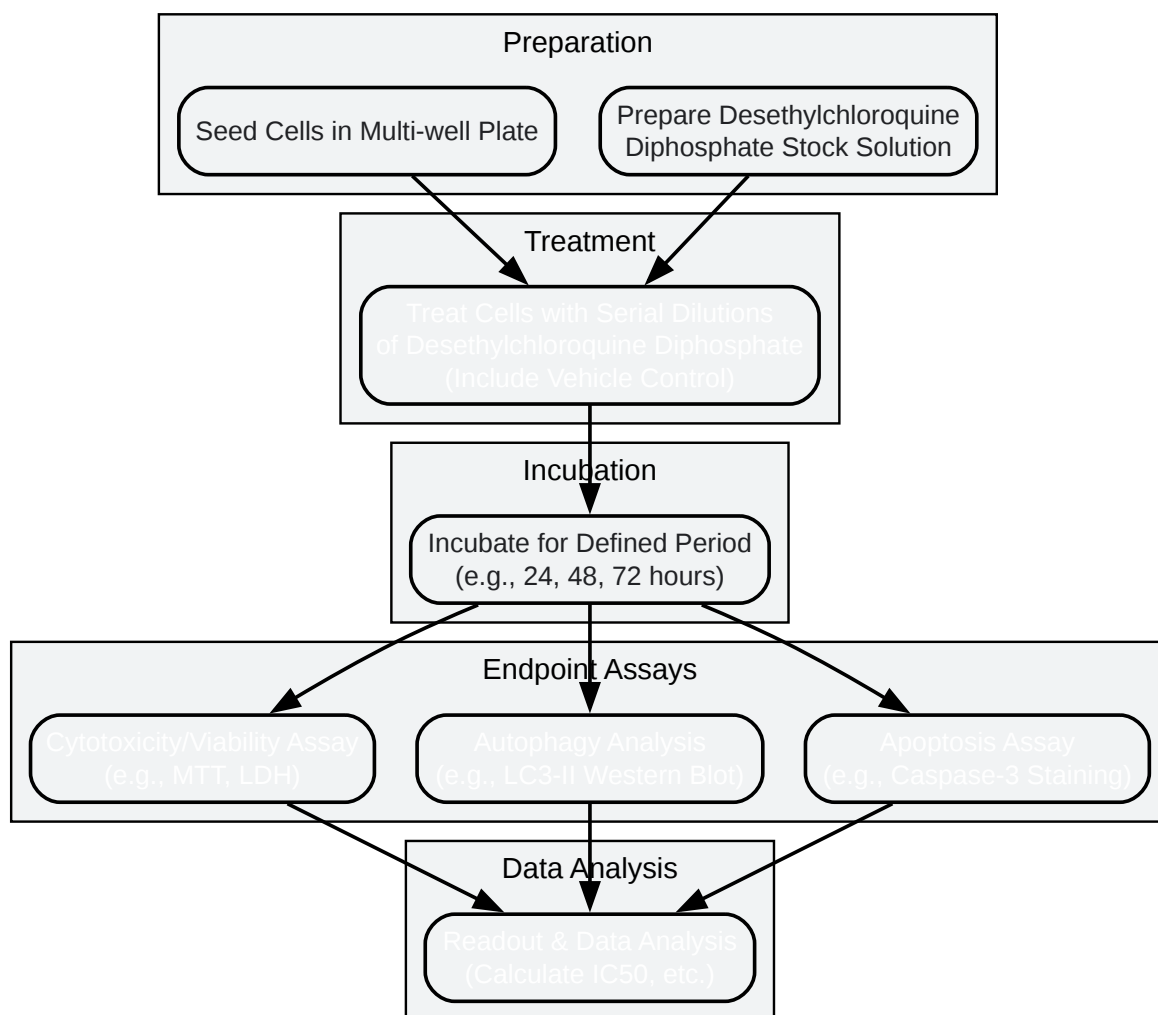 Preparation
Seed Cells in Multi-well Plate
Prepare Desethylchloroquine
Diphosphate Stock Solution
Treatment
Treat Cells with Serial Dilutions
of Desethylchloroquine Diphosphate
(Include Vehicle Control)
Incubation
Incubate for Defined Period
(e.g., 24, 48, 72 hours)
Endpoint Assays
Cytotoxicity/Viability Assay
(e.g., MTT, LDH)
Autophagy Analysis
(e.g., LC3-II Western Blot)
Apoptosis Assay
(e.g., Caspase-3 Staining)
Data Analysis
Readout & Data Analysis
(Calculate IC50, etc.)